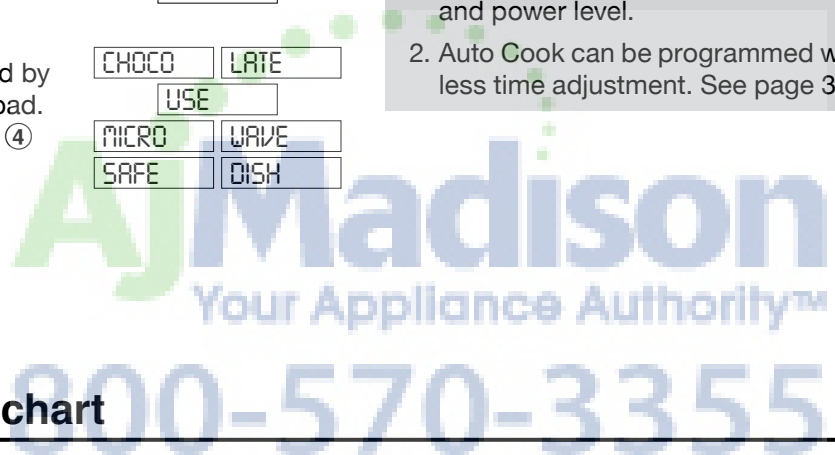 and power level.
2. Auto Cook can be programmed w
less time adjustment. See page 3
d by
pad.
④
CHOCO LATE
USE
MICRO WAVE
SAFE DISH
AjMadison
Your Appliance Authority™
800-570-3355
chart